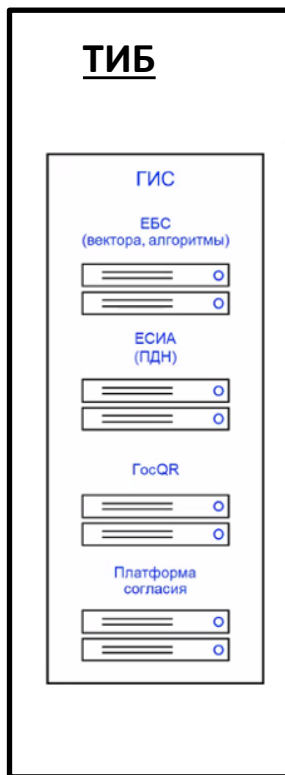 ТИБ
ГИС
ЕБС
(вектора, алгоритмы)
ЕСИА
(ПДН)
ГосQR
Платформа
согласия